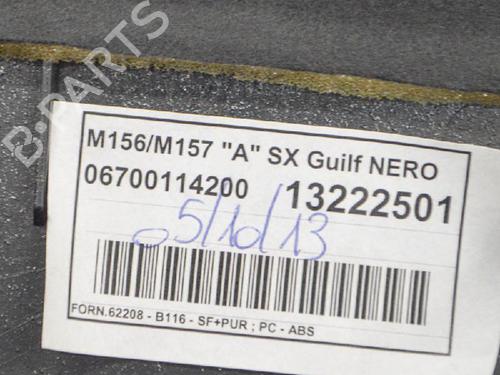 B-PARTS
M156/M157 "A" SX Guilf NERO
06700114200 13222501
05/10/13
FORN.62208 - B116 - SF+PUR ; PC - ABS